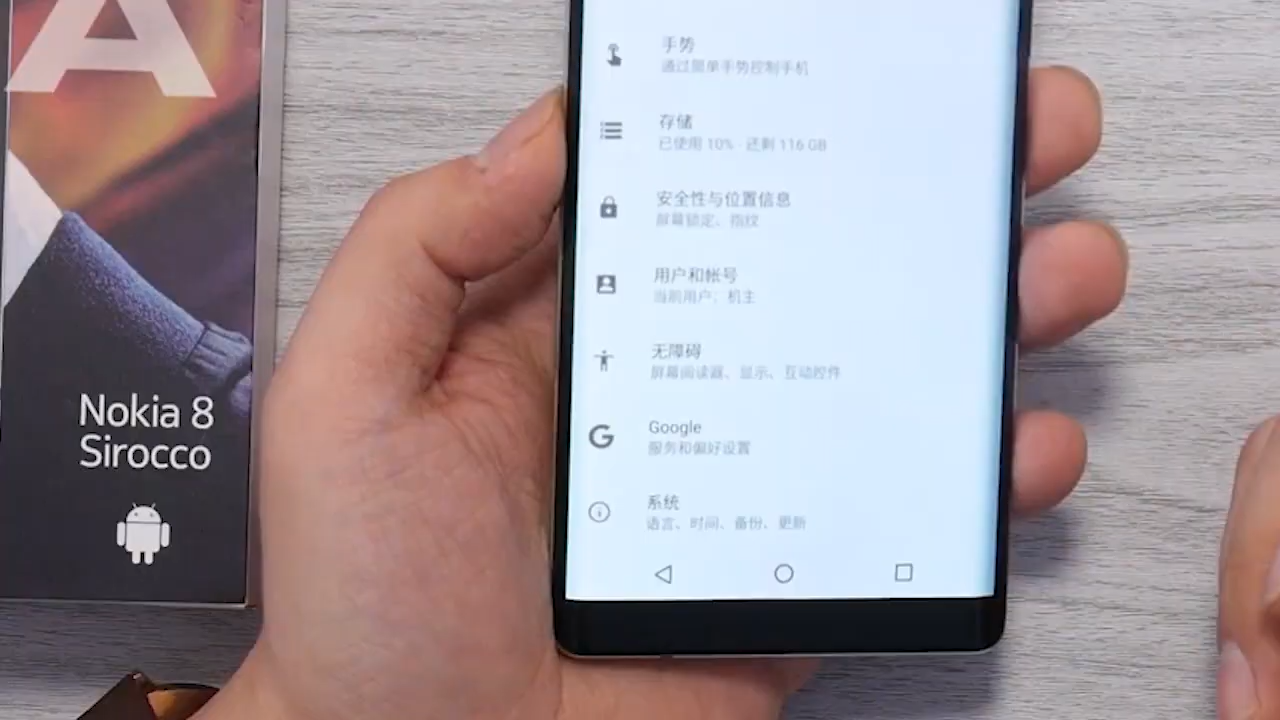 A
Nokia 8
Sirocco
手势
通过简单手势控制手机
存储
已使用 10% - 还剩 116 GB
安全性与位置信息
屏幕锁定、指纹
用户和帐号
当前用户：机主
无障碍
屏幕阅读器、显示、互动控件
Google
服务和偏好设置
系统
语言、时间、备份、更新